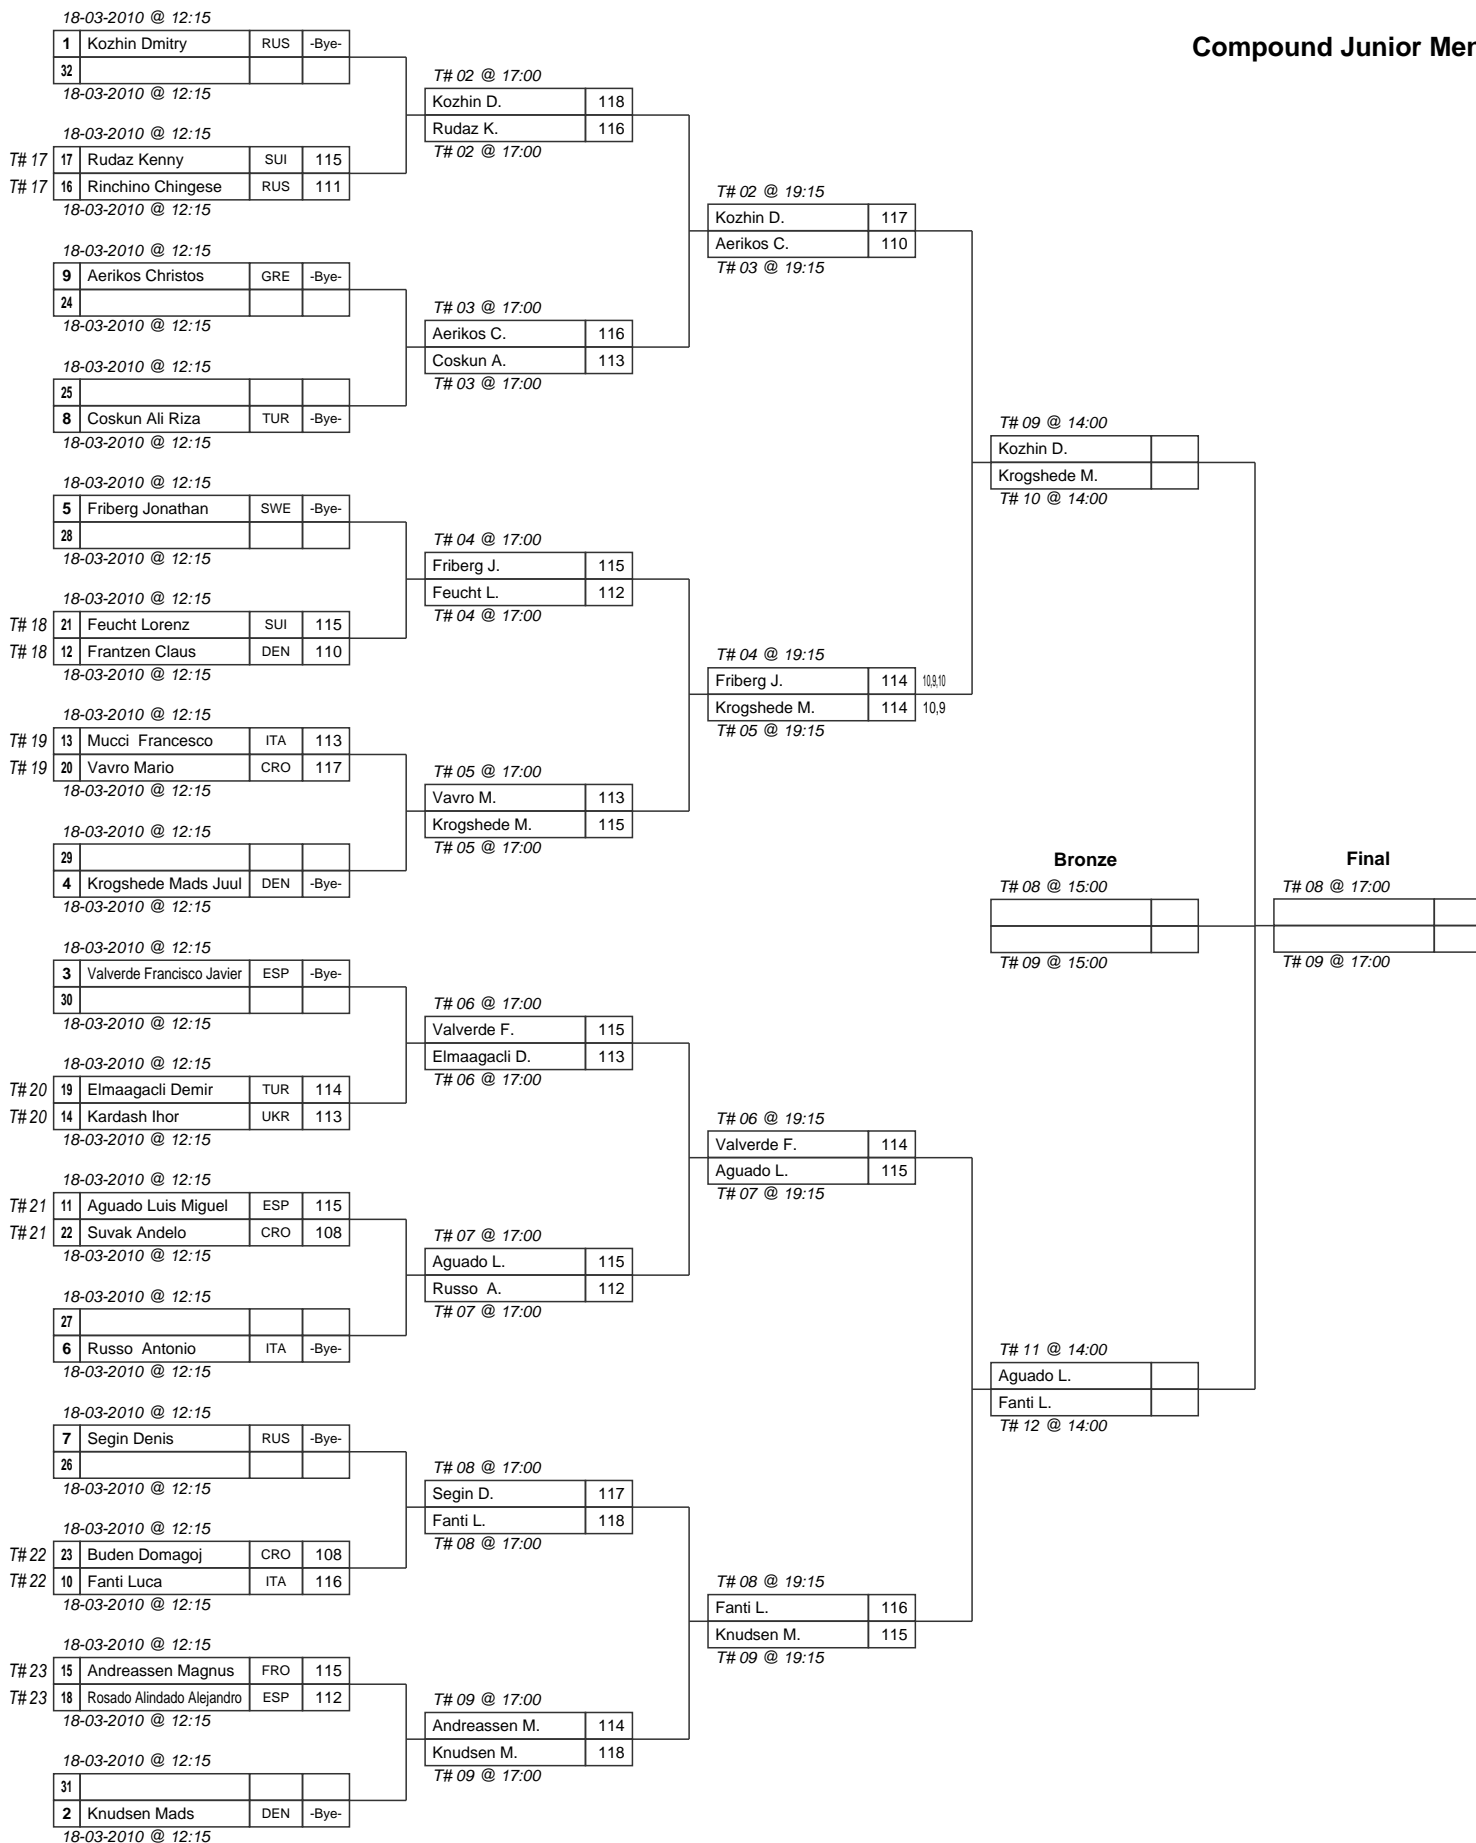 Compound Junior Men
18-03-2010 @ 12:15
1 Kozhin Dmitry RUS -Bye-
32
18-03-2010 @ 12:15
18-03-2010 @ 12:15
T# 17 17 Rudaz Kenny SUI 115
T# 17 16 Rinchino Chingese RUS 111
18-03-2010 @ 12:15
18-03-2010 @ 12:15
9 Aerikos Christos GRE -Bye-
24
18-03-2010 @ 12:15
18-03-2010 @ 12:15
25
8 Coskun Ali Riza TUR -Bye-
18-03-2010 @ 12:15
18-03-2010 @ 12:15
5 Friberg Jonathan SWE -Bye-
28
18-03-2010 @ 12:15
18-03-2010 @ 12:15
T# 18 21 Feucht Lorenz SUI 115
T# 18 12 Frantzen Claus DEN 110
18-03-2010 @ 12:15
18-03-2010 @ 12:15
T# 19 13 Mucci Francesco ITA 113
T# 19 20 Vavro Mario CRO 117
18-03-2010 @ 12:15
18-03-2010 @ 12:15
29
4 Krogshede Mads Juul DEN -Bye-
18-03-2010 @ 12:15
18-03-2010 @ 12:15
3 Valverde Francisco Javier ESP -Bye-
30
18-03-2010 @ 12:15
18-03-2010 @ 12:15
T# 20 19 Elmaagacli Demir TUR 114
T# 20 14 Kardash Ihor UKR 113
18-03-2010 @ 12:15
18-03-2010 @ 12:15
T# 21 11 Aguado Luis Miguel ESP 115
T# 21 22 Suvak Andelo CRO 108
18-03-2010 @ 12:15
18-03-2010 @ 12:15
27
6 Russo Antonio ITA -Bye-
18-03-2010 @ 12:15
18-03-2010 @ 12:15
7 Segin Denis RUS -Bye-
26
18-03-2010 @ 12:15
18-03-2010 @ 12:15
T# 22 23 Buden Domagoj CRO 108
T# 22 10 Fanti Luca ITA 116
18-03-2010 @ 12:15
18-03-2010 @ 12:15
T# 23 15 Andreassen Magnus FRO 115
T# 23 18 Rosado Alindado Alejandro ESP 112
18-03-2010 @ 12:15
18-03-2010 @ 12:15
31
2 Knudsen Mads DEN -Bye-
18-03-2010 @ 12:15
T# 02 @ 17:00
Kozhin D. 118
Rudaz K. 116
T# 02 @ 17:00
T# 03 @ 17:00
Aerikos C. 116
Coskun A. 113
T# 03 @ 17:00
T# 04 @ 17:00
Friberg J. 115
Feucht L. 112
T# 04 @ 17:00
T# 05 @ 17:00
Vavro M. 113
Krogshede M. 115
T# 05 @ 17:00
T# 06 @ 17:00
Valverde F. 115
Elmaagacli D. 113
T# 06 @ 17:00
T# 07 @ 17:00
Aguado L. 115
Russo A. 112
T# 07 @ 17:00
T# 08 @ 17:00
Segin D. 117
Fanti L. 118
T# 08 @ 17:00
T# 09 @ 17:00
Andreassen M. 114
Knudsen M. 118
T# 09 @ 17:00
T# 02 @ 19:15
Kozhin D. 117
Aerikos C. 110
T# 03 @ 19:15
T# 04 @ 19:15
Friberg J. 114 10,9,10
Krogshede M. 114 10,9
T# 05 @ 19:15
T# 06 @ 19:15
Valverde F. 114
Aguado L. 115
T# 07 @ 19:15
T# 08 @ 19:15
Fanti L. 116
Knudsen M. 115
T# 09 @ 19:15
T# 09 @ 14:00
Kozhin D.
Krogshede M.
T# 10 @ 14:00
Bronze
T# 08 @ 15:00
T# 09 @ 15:00
T# 11 @ 14:00
Aguado L.
Fanti L.
T# 12 @ 14:00
Final
T# 08 @ 17:00
T# 09 @ 17:00